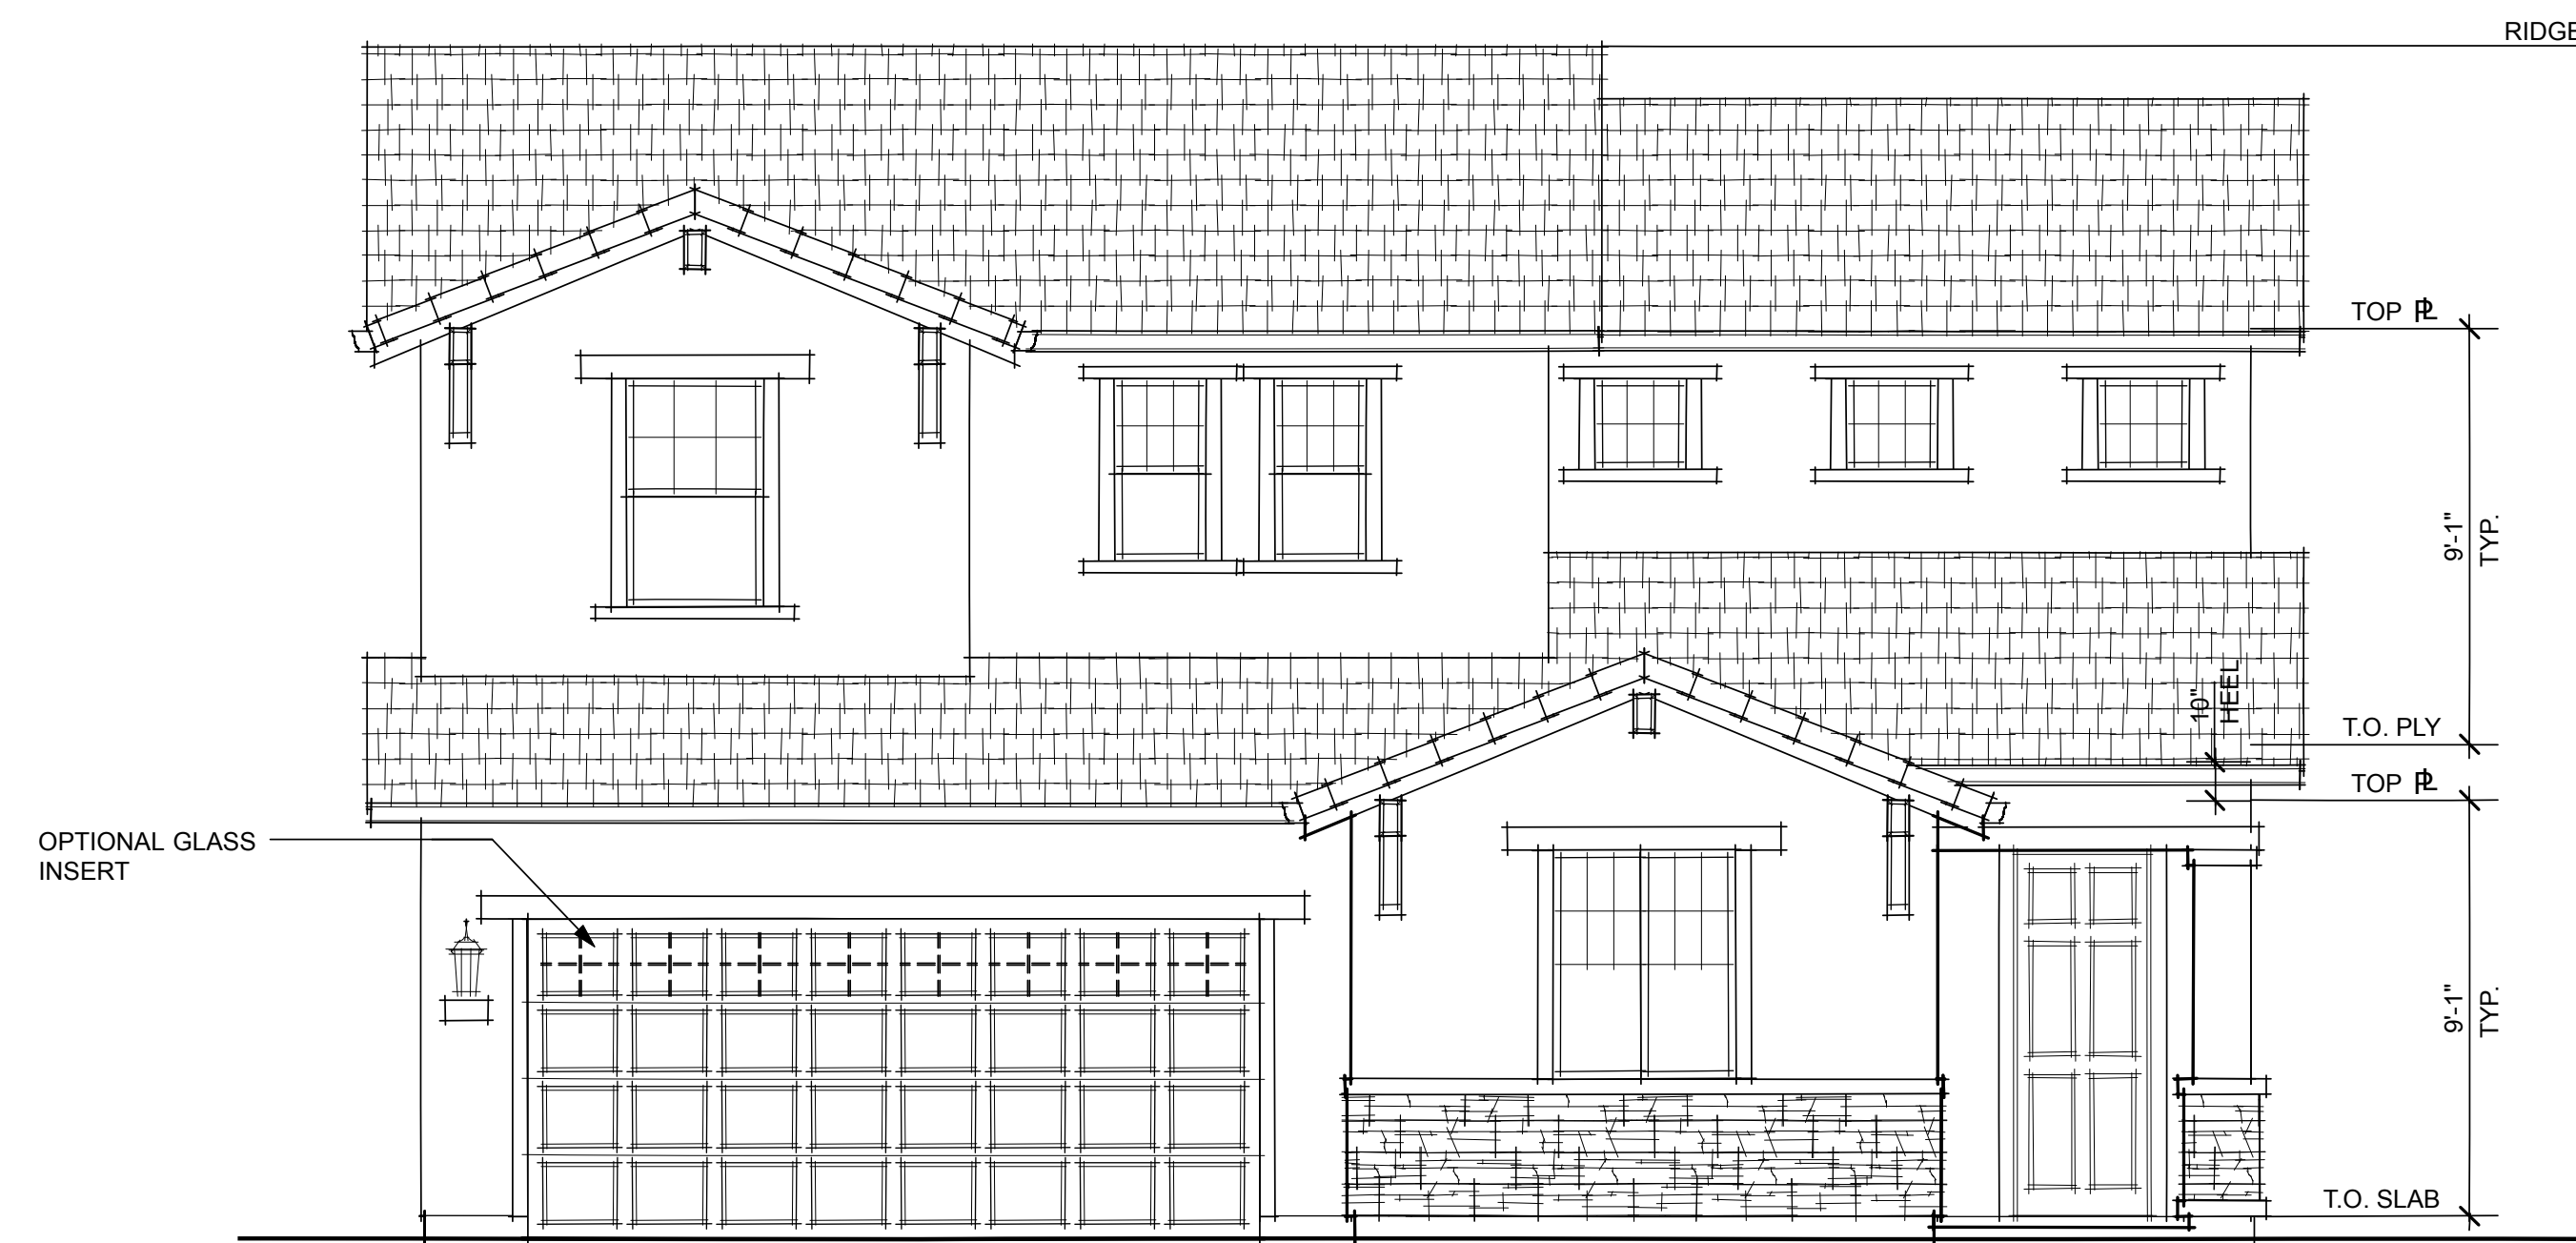 RIDGE
TOP PL
9'-1"
TYP.
10"
HEEL
T.O. PLY
TOP PL
OPTIONAL GLASS
INSERT
9'-1"
TYP.
T.O. SLAB